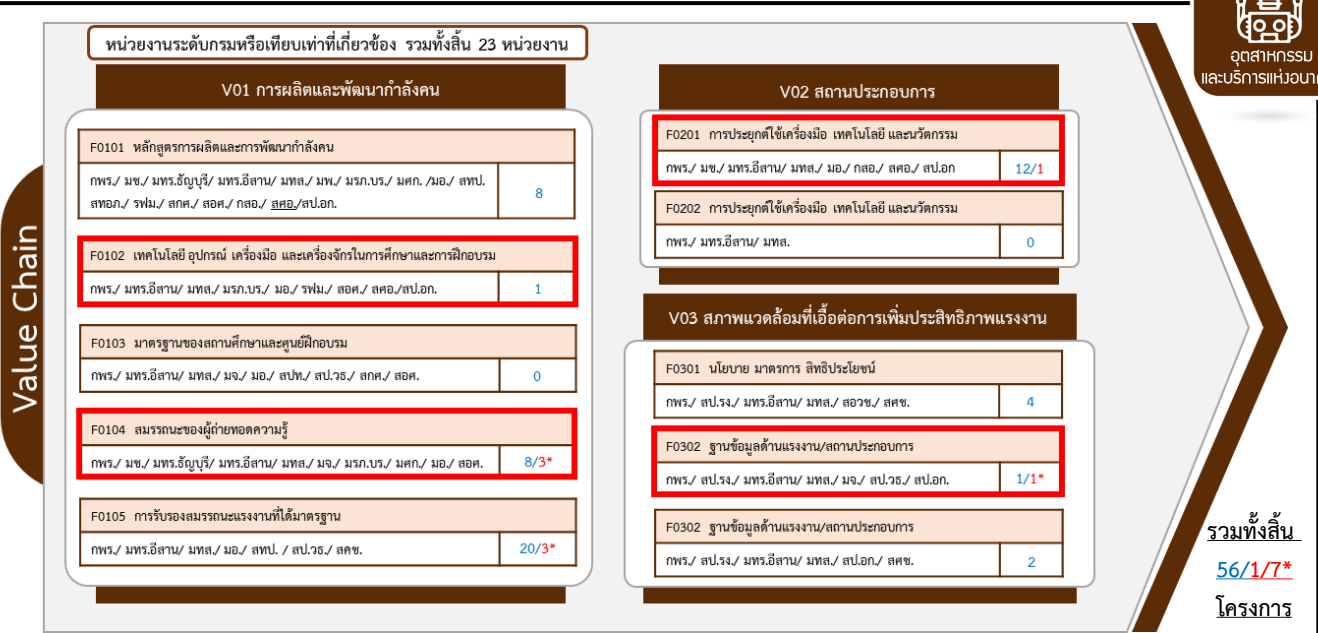 อุตสาหกรรม
และบริการแห่งอนาค
หน่วยงานระดับกรมหรือเทียบเท่าที่เกี่ยวข้อง รวมทั้งสิ้น 23 หน่วยงาน
Value Chain
V01 การผลิตและพัฒนากำลังคน
F0101 หลักสูตรการผลิตและการพัฒนากำลังคน
กพร./ มช./ มทร.ธัญบุรี/ มทร.อีสาน/ มทส./ มพ./ มรภ.บร./ มศก. /มอ./ สทป.
สทอภ./ รฟม./ สกศ./ สอศ./ กสอ./ สศอ./สป.อก.
8
F0102 เทคโนโลยี อุปกรณ์ เครื่องมือ และเครื่องจักรในการศึกษาและการฝึกอบรม
กพร./ มทร.อีสาน/ มทส./ มรภ.บร./ มอ./ รฟม./ สอศ./ สศอ./สป.อก.
1
F0103 มาตรฐานของสถานศึกษาและศูนย์ฝึกอบรม
กพร./ มทร.อีสาน/ มทส./ มจ./ มอ./ สปท./ สป.วธ./ สกศ./ สอศ.
0
F0104 สมรรถนะของผู้ถ่ายทอดความรู้
กพร./ มช./ มทร.ธัญบุรี/ มทร.อีสาน/ มทส./ มจ./ มรภ.บร./ มศก./ มอ./ สอศ.
8/3*
F0105 การรับรองสมรรถนะแรงงานที่ได้มาตรฐาน
กพร./ มทร.อีสาน/ มทส./ มอ./ สทป. / สป.วธ./ สคช.
20/3*
V02 สถานประกอบการ
F0201 การประยุกต์ใช้เครื่องมือ เทคโนโลยี และนวัตกรรม
กพร./ มช./ มทร.อีสาน/ มทส./ มอ./ กสอ./ สศอ./ สป.อก
12/1
F0202 การประยุกต์ใช้เครื่องมือ เทคโนโลยี และนวัตกรรม
กพร./ มทร.อีสาน/ มทส.
0
V03 สภาพแวดล้อมที่เอื้อต่อการเพิ่มประสิทธิภาพแรงงาน
F0301 นโยบาย มาตรการ สิทธิประโยชน์
กพร./ สป.รง./ มทร.อีสาน/ มทส./ สอวช./ สศช.
4
F0302 ฐานข้อมูลด้านแรงงาน/สถานประกอบการ
กพร./ สป.รง./ มทร.อีสาน/ มทส./ มจ./ สป.วธ./ สป.อก.
1/1*
F0302 ฐานข้อมูลด้านแรงงาน/สถานประกอบการ
กพร./ สป.รง./ มทร.อีสาน/ มทส./ สป.อก./ สศช.
2
รวมทั้งสิ้น
56/1/7*
โครงการ